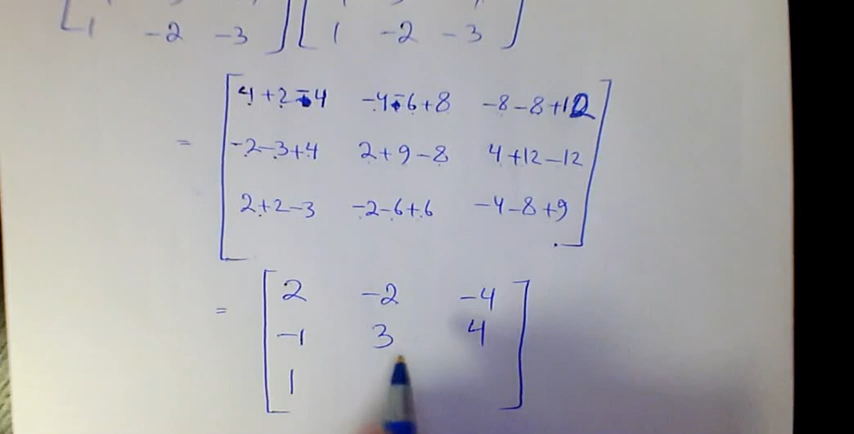 1 -2 -3 ] [ 1 -2 -3 ]
4+2-4 -4-6+8 -8-8+12
= -2-3+4 2+9-8 4+12-12
2+2-3 -2-6+6 -4-8+9
= 2 -2 -4
-1 3 4
1